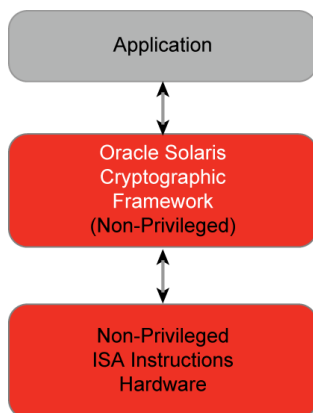 Application
Oracle Solaris
Cryptographic
Framework
(Non-Privileged)
Non-Privileged
ISA Instructions
Hardware